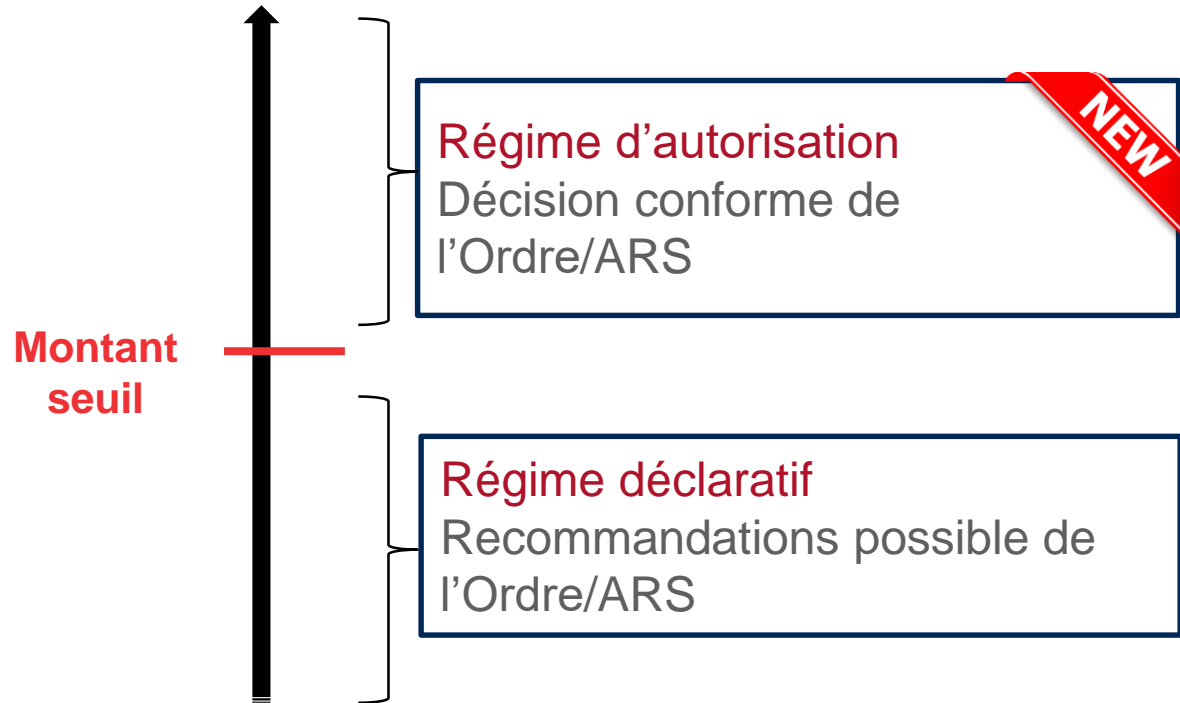 Régime d’autorisation
Décision conforme de
l’Ordre/ARS
NEW
Montant
seuil
Régime déclaratif
Recommandations possible de
l’Ordre/ARS